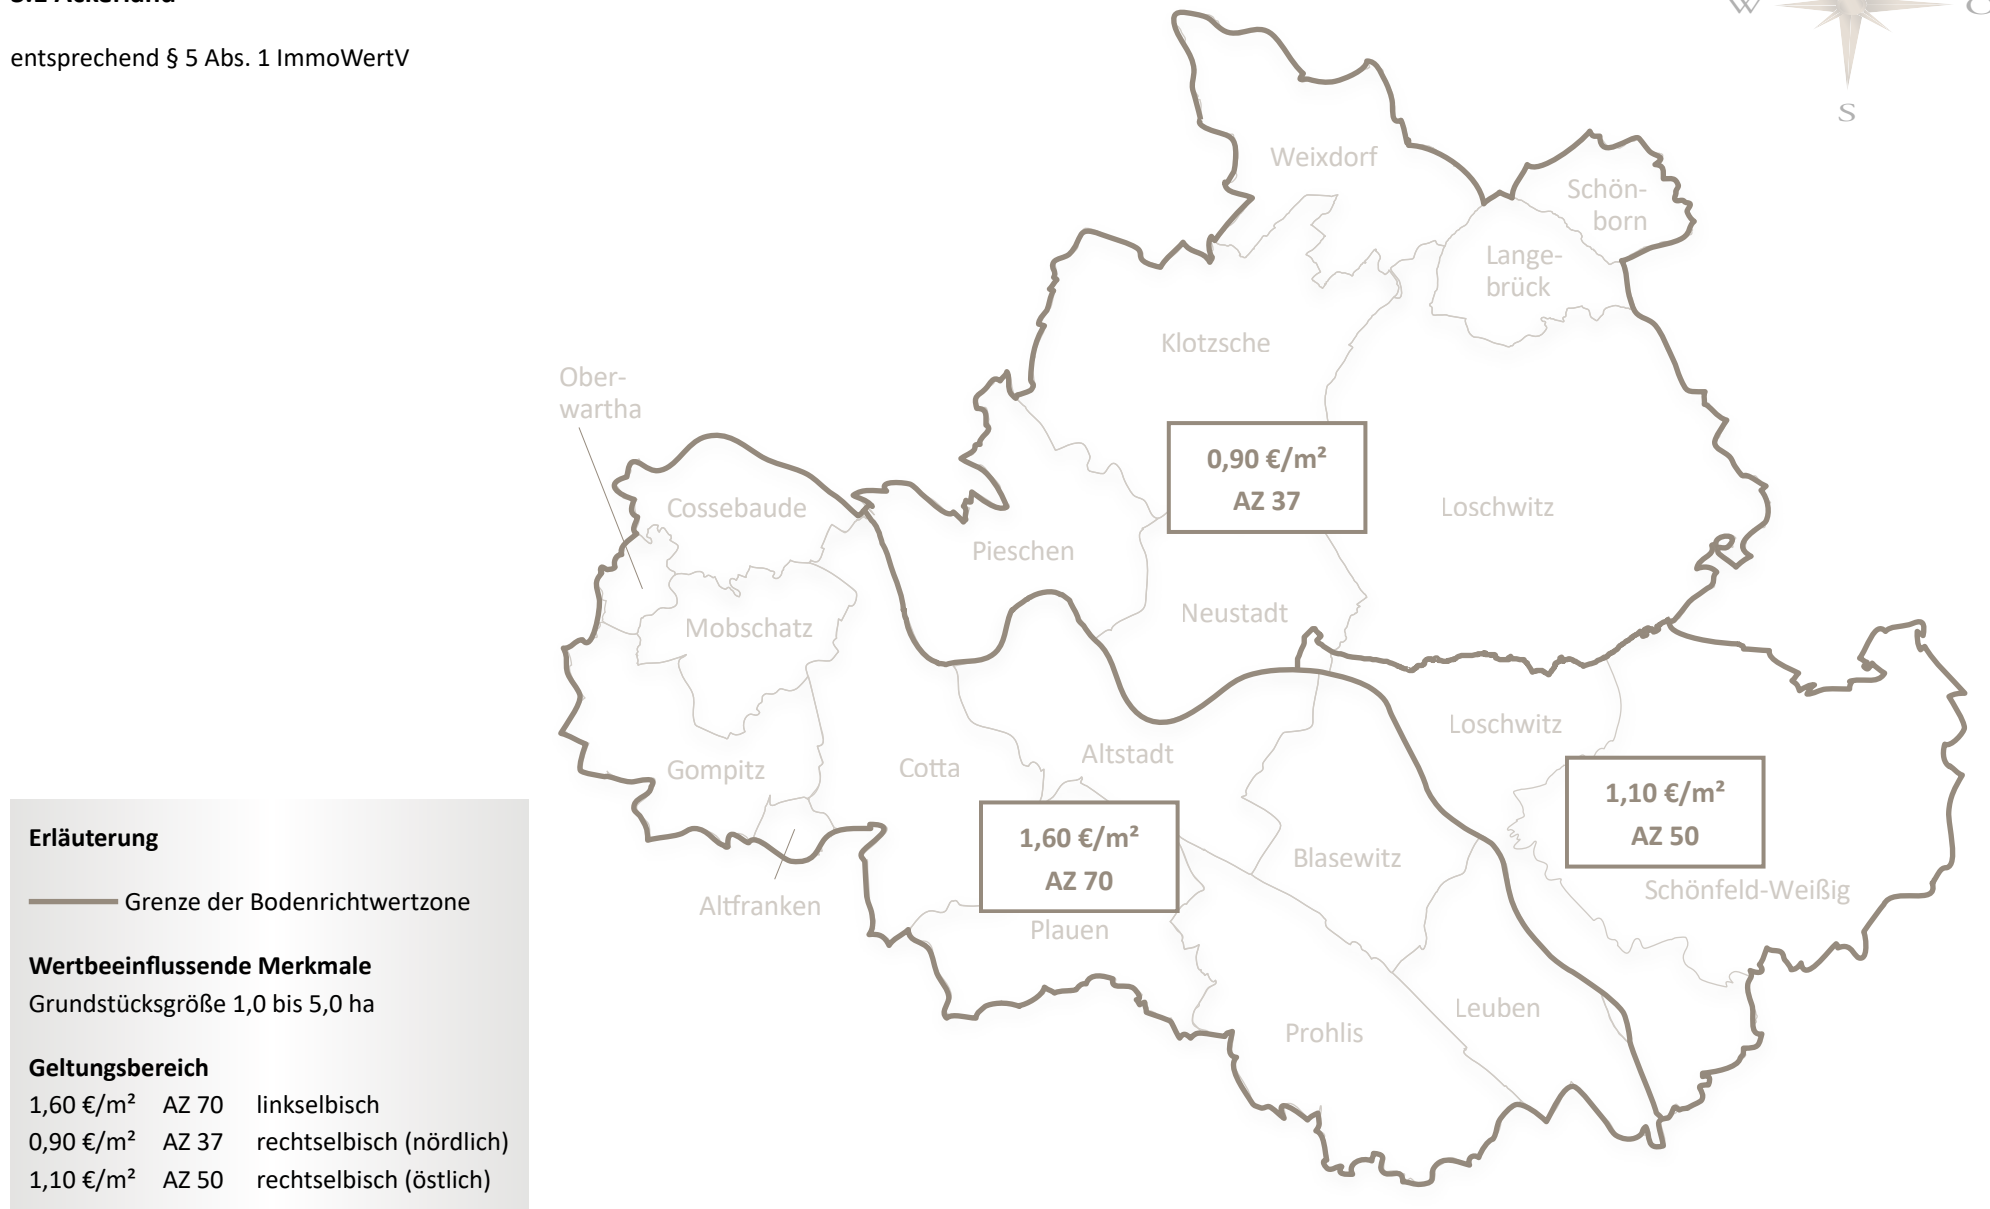 entsprechend § 5 Abs. 1 ImmoWertV
W
S
Weixdorf
Schön-
born
Lange-
brück
Klotzsche
Ober-
wartha
0,90 €/m²
AZ 37
Cossebaude
Loschwitz
Pieschen
Neustadt
Mobschatz
Loschwitz
Altstadt
Gompitz
Cotta
1,10 €/m²
AZ 50
1,60 €/m²
AZ 70
Blasewitz
Schönfeld-Weißig
Altfranken
Plauen
Leuben
Prohlis
Erläuterung
Grenze der Bodenrichtwertzone
Wertbeeinflussende Merkmale
Grundstücksgröße 1,0 bis 5,0 ha
Geltungsbereich
1,60 €/m² AZ 70 linkselbisch
0,90 €/m² AZ 37 rechtselbisch (nördlich)
1,10 €/m² AZ 50 rechtselbisch (östlich)